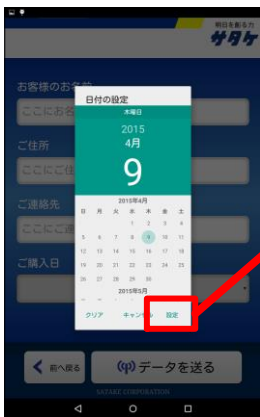 明日を創る力
サタケ
お客様のお名前
日付の設定
木曜日
2015
4月
9
ここにお名
ご住所
ここにご住
ご連絡先
ここにご連
ご購入日
2015年4月
日 月 火 水 木 金 土
1 2 3 4
5 6 7 8 9 10 11
12 13 14 15 16 17 18
19 20 21 22 23 24 25
26 27 28 29 30
2015年5月
クリア キャンセル 設定
前へ戻る
データを送る
SATAKE CORPORATION